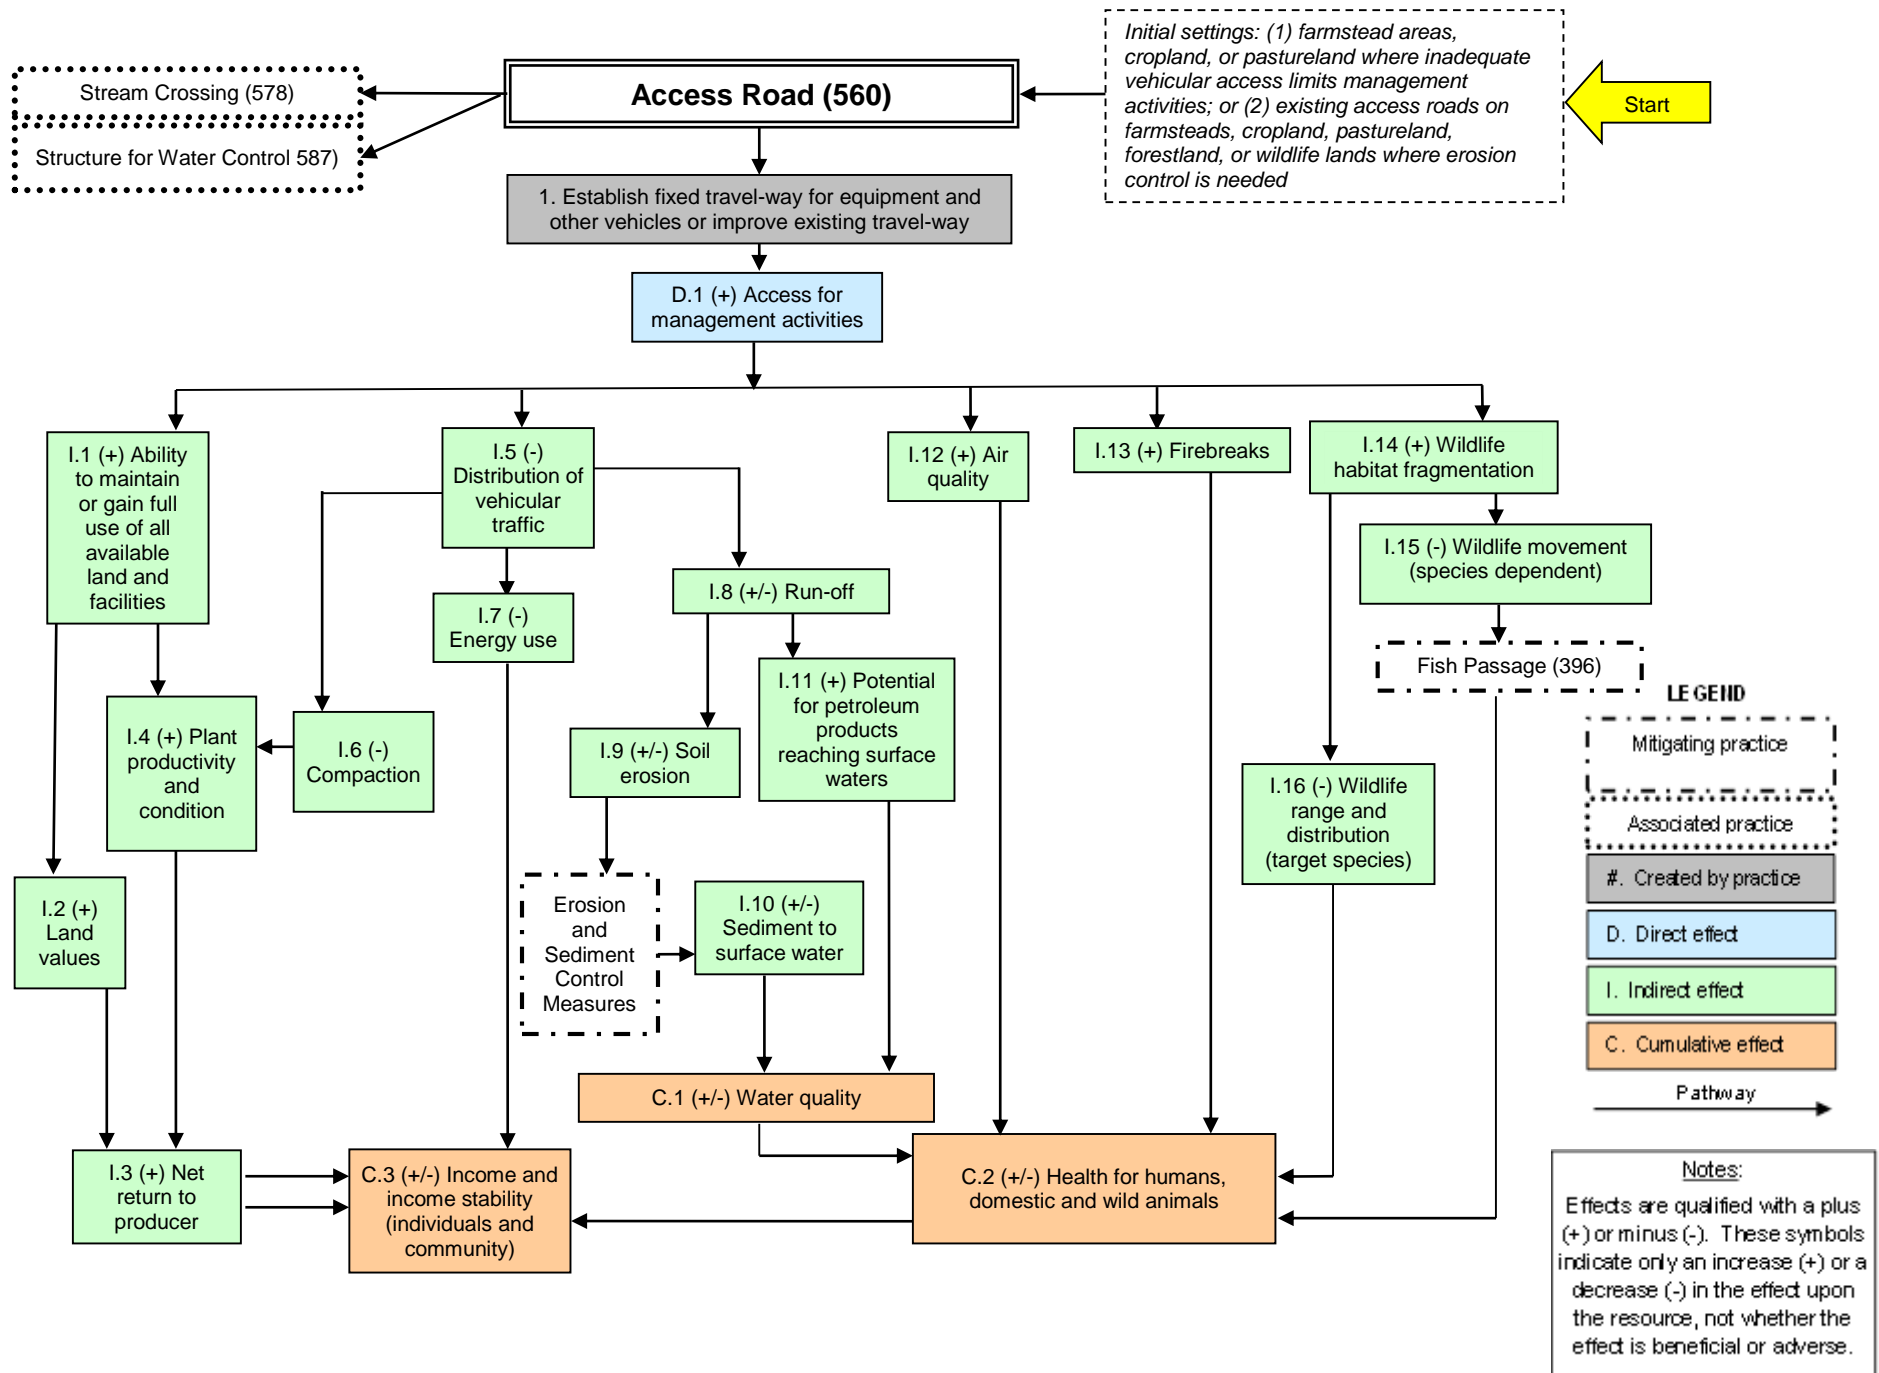 Initial settings: (1) farmstead areas,
cropland, or pastureland where inadequate
vehicular access limits management
activities; or (2) existing access roads on
farmsteads, cropland, pastureland,
forestland, or wildlife lands where erosion
control is needed
Start
Access Road (560)
Stream Crossing (578)
Structure for Water Control 587)
1. Establish fixed travel-way for equipment and
other vehicles or improve existing travel-way
D.1 (+) Access for
management activities
I.1 (+) Ability
to maintain
or gain full
use of all
available
land and
facilities
I.5 (-)
Distribution of
vehicular
traffic
I.12 (+) Air
quality
I.13 (+) Firebreaks
I.14 (+) Wildlife
habitat fragmentation
I.15 (-) Wildlife movement
(species dependent)
I.8 (+/-) Run-off
I.7 (-)
Energy use
Fish Passage (396)
I.11 (+) Potential
for petroleum
products
reaching surface
waters
I.4 (+) Plant
productivity
and
condition
I.6 (-)
Compaction
I.9 (+/-) Soil
erosion
I.16 (-) Wildlife
range and
distribution
(target species)
I.2 (+)
Land
values
Erosion
and
Sediment
Control
Measures
I.10 (+/-)
Sediment to
surface water
C.1 (+/-) Water quality
I.3 (+) Net
return to
producer
C.3 (+/-) Income and
income stability
(individuals and
community)
C.2 (+/-) Health for humans,
domestic and wild animals
LEGEND
Mitigating practice
Associated practice
#. Created by practice
D. Direct effect
I. Indirect effect
C. Cumulative effect
Pathway
Notes:
Effects are qualified with a plus
(+) or minus (-). These symbols
indicate only an increase (+) or a
decrease (-) in the effect upon
the resource, not whether the
effect is beneficial or adverse.